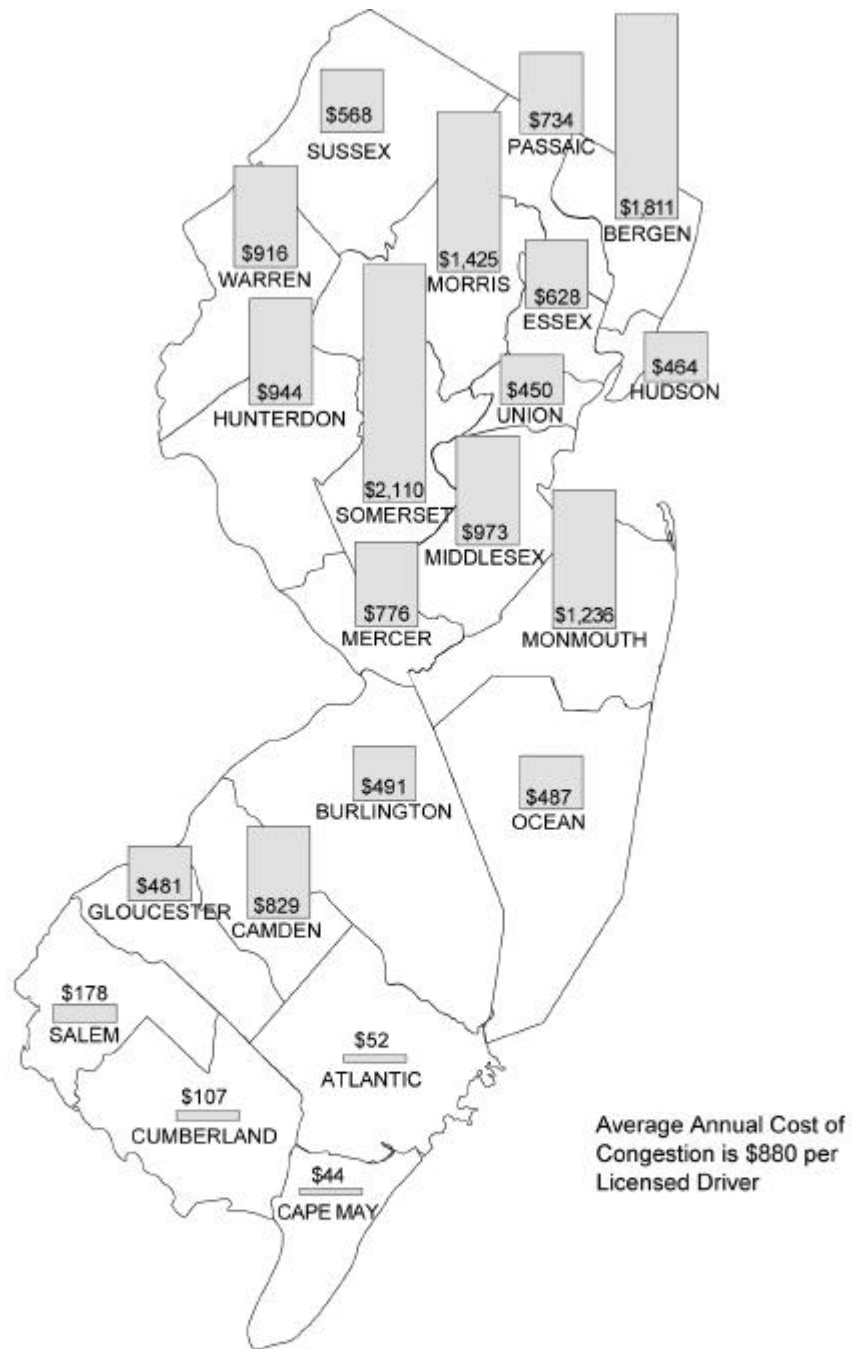 $568
SUSSEX
$734
PASSAIC
$1,811
BERGEN
$916
WARREN
$1,425
MORRIS
$628
ESSEX
$464
HUDSON
$944
HUNTERDON
$450
UNION
$2,110
SOMERSET
$973
MIDDLESEX
$776
MERCER
$1,236
MONMOUTH
$491
BURLINGTON
$487
OCEAN
$481
GLOUCESTER
$829
CAMDEN
$178
SALEM
$52
ATLANTIC
$107
CUMBERLAND
$44
CAPE MAY
Average Annual Cost of
Congestion is $880 per
Licensed Driver